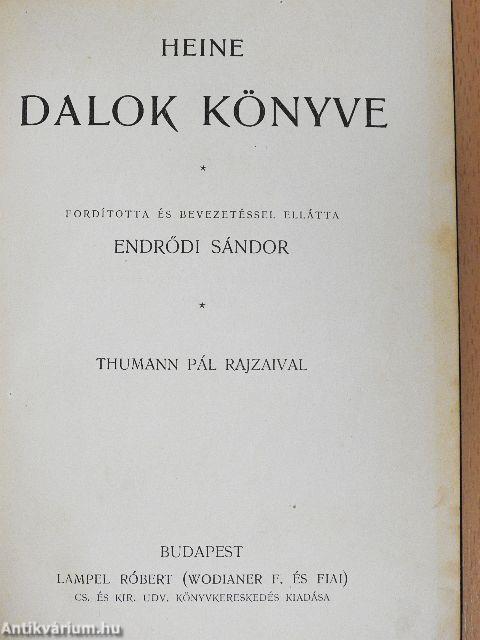 HEINE
DALOK KÖNYVE
*
FORDÍTOTTA ÉS BEVEZETÉSSEL ELLÁTTA
ENDRŐDI SÁNDOR
*
THUMANN PÁL RAJZAIVAL
BUDAPEST
LAMPEL RÓBERT (WODIANER F. ÉS FIAI)
CS. ÉS KIR. UDV. KÖNYVKERESKEDÉS KIADÁSA
Antikvárium.hu